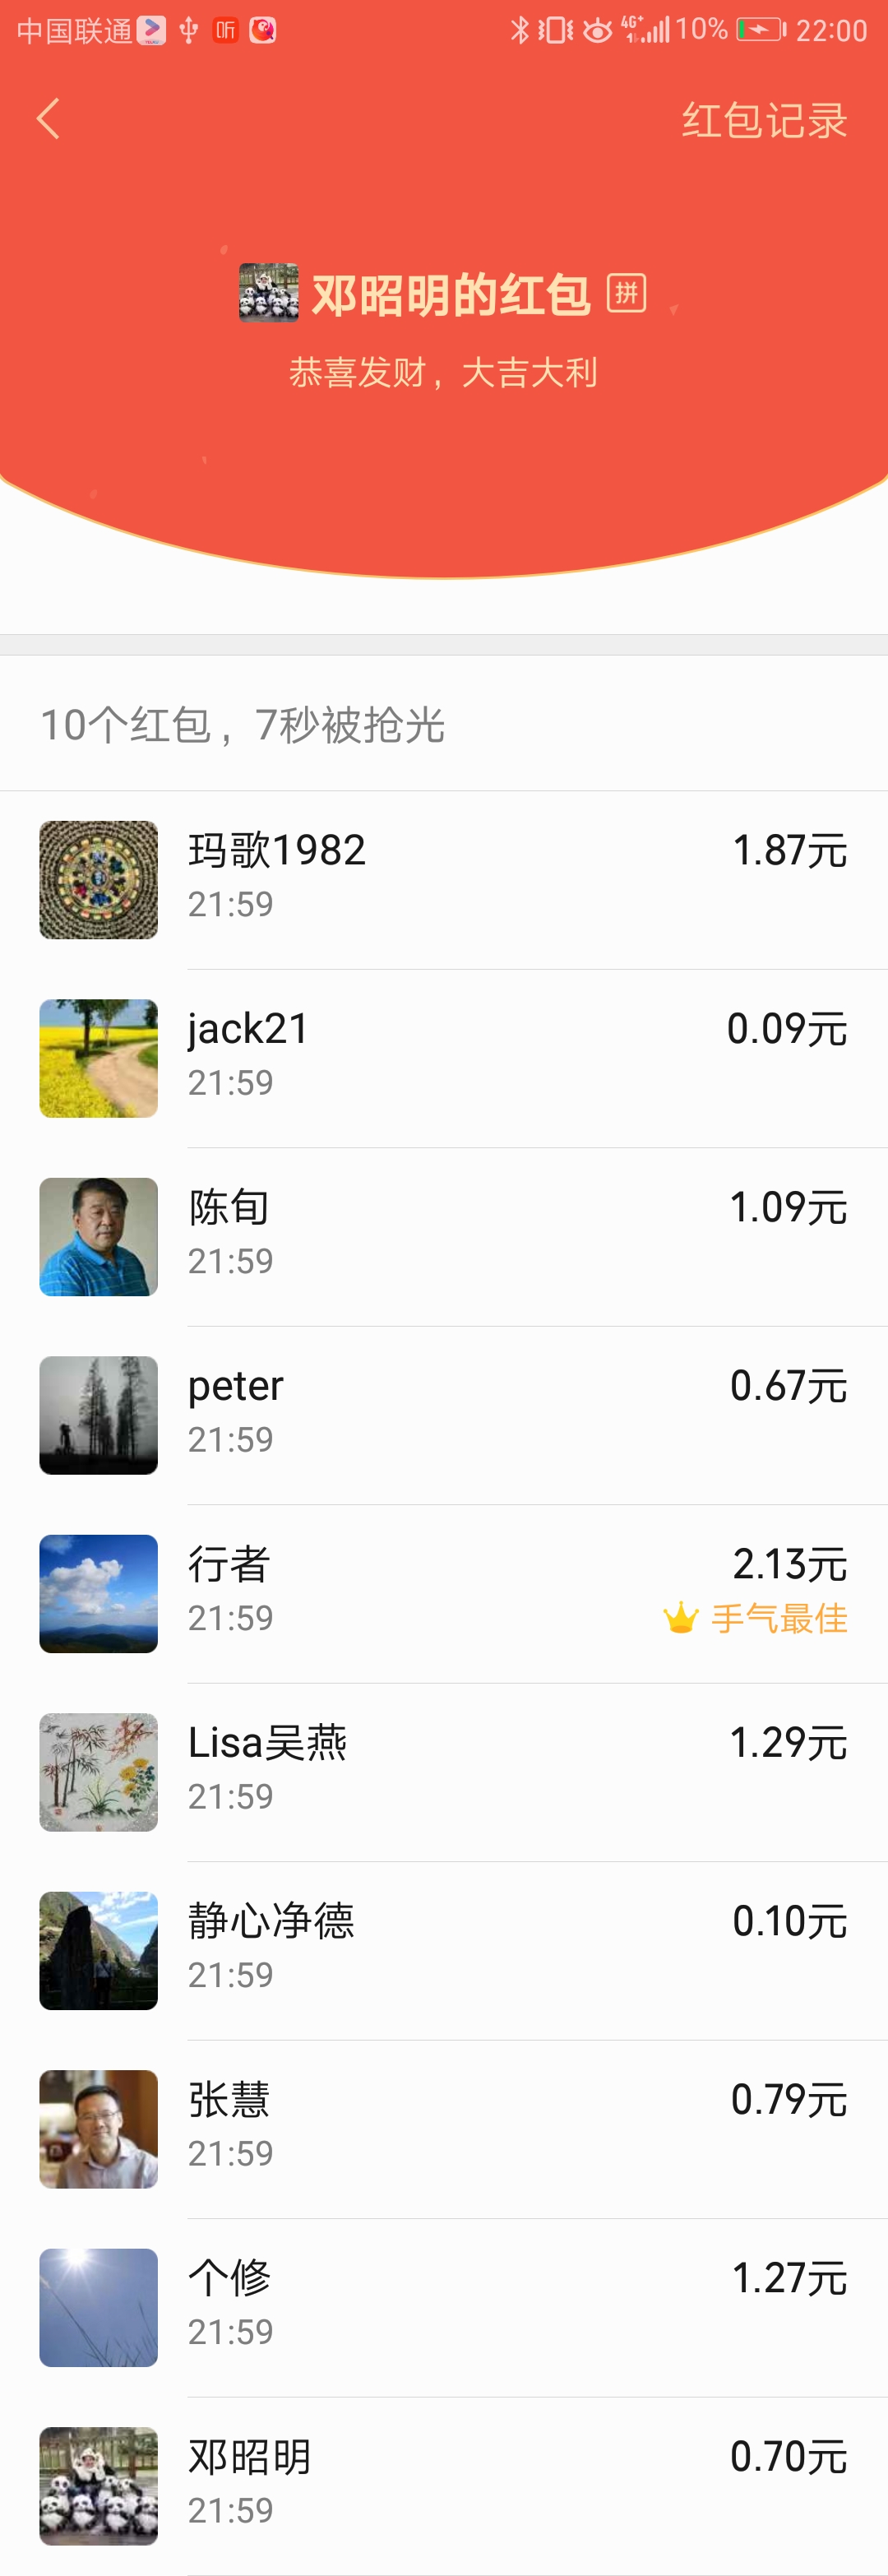 中国联通 听 4G+ 10% 22:00
红包记录
邓昭明的红包 拼
恭喜发财，大吉大利
10个红包，7秒被抢光
玛歌1982 1.87元
21:59
jack21 0.09元
21:59
陈旬 1.09元
21:59
peter 0.67元
21:59
行者 2.13元
21:59 手气最佳
Lisa吴燕 1.29元
21:59
静心净德 0.10元
21:59
张慧 0.79元
21:59
个修 1.27元
21:59
邓昭明 0.70元
21:59